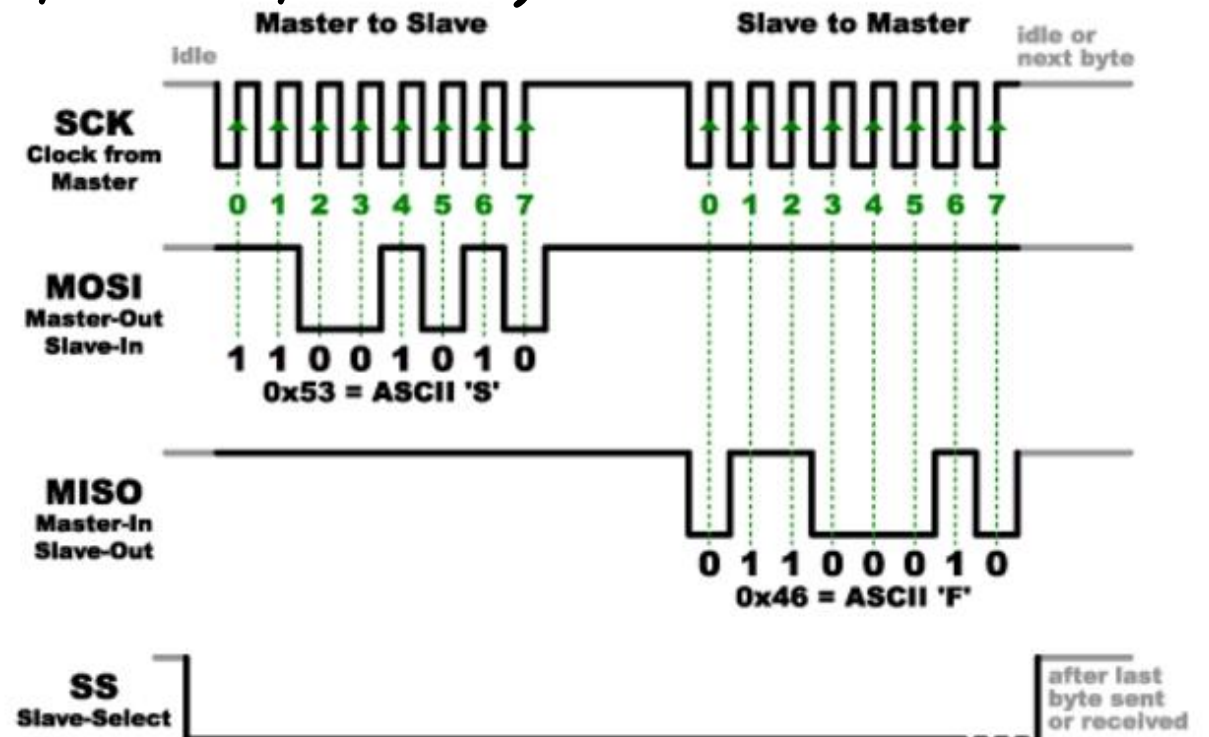 Master to Slave
Slave to Master
idle
idle or
next byte
SCK
Clock from
Master
0 1 2 3 4 5 6 7
0 1 2 3 4 5 6 7
MOSI
Master-Out
Slave-In
1 1 0 0 1 0 1 0
0x53 = ASCII 'S'
MISO
Master-In
Slave-Out
0 1 1 0 0 0 1 0
0x46 = ASCII 'F'
SS
Slave-Select
after last
byte sent
or received